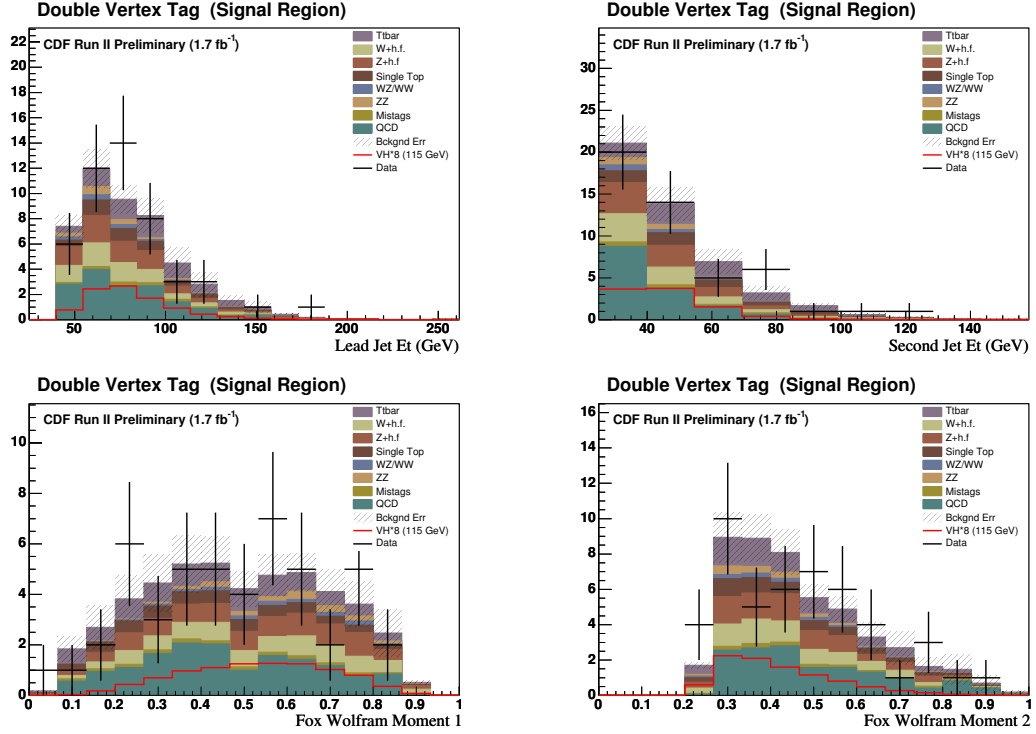 Double Vertex Tag (Signal Region)
CDF Run II Preliminary (1.7 fb⁻¹)
Ttbar
W+h.f.
Z+h.f
Single Top
WZ/WW
ZZ
Mistags
QCD
Bckgnd Err
VH*8 (115 GeV)
Data
22
20
18
16
14
12
10
8
6
4
2
0
50 100 150 200 250
Lead Jet Et (GeV)
Double Vertex Tag (Signal Region)
CDF Run II Preliminary (1.7 fb⁻¹)
Ttbar
W+h.f.
Z+h.f
Single Top
WZ/WW
ZZ
Mistags
QCD
Bckgnd Err
VH*8 (115 GeV)
Data
30
25
20
15
10
5
0
40 60 80 100 120 140
Second Jet Et (GeV)
Double Vertex Tag (Signal Region)
CDF Run II Preliminary (1.7 fb⁻¹)
Ttbar
W+h.f.
Z+h.f
Single Top
WZ/WW
ZZ
Mistags
QCD
Bckgnd Err
VH*8 (115 GeV)
Data
10
8
6
4
2
0
0 0.1 0.2 0.3 0.4 0.5 0.6 0.7 0.8 0.9 1
Fox Wolfram Moment 1
Double Vertex Tag (Signal Region)
CDF Run II Preliminary (1.7 fb⁻¹)
Ttbar
W+h.f.
Z+h.f
Single Top
WZ/WW
ZZ
Mistags
QCD
Bckgnd Err
VH*8 (115 GeV)
Data
16
14
12
10
8
6
4
2
0
0 0.1 0.2 0.3 0.4 0.5 0.6 0.7 0.8 0.9 1
Fox Wolfram Moment 2